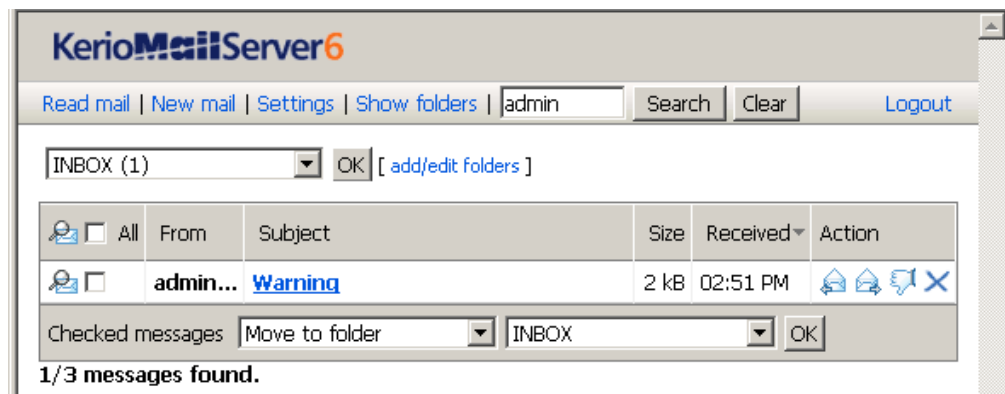 KerioMailServer6
Read mail | New mail | Settings | Show folders | admin Search Clear Logout
INBOX (1) OK [ add/edit folders ]
All From Subject Size Received Action
admin... Warning 2 kB 02:51 PM
Checked messages Move to folder INBOX OK
1/3 messages found.